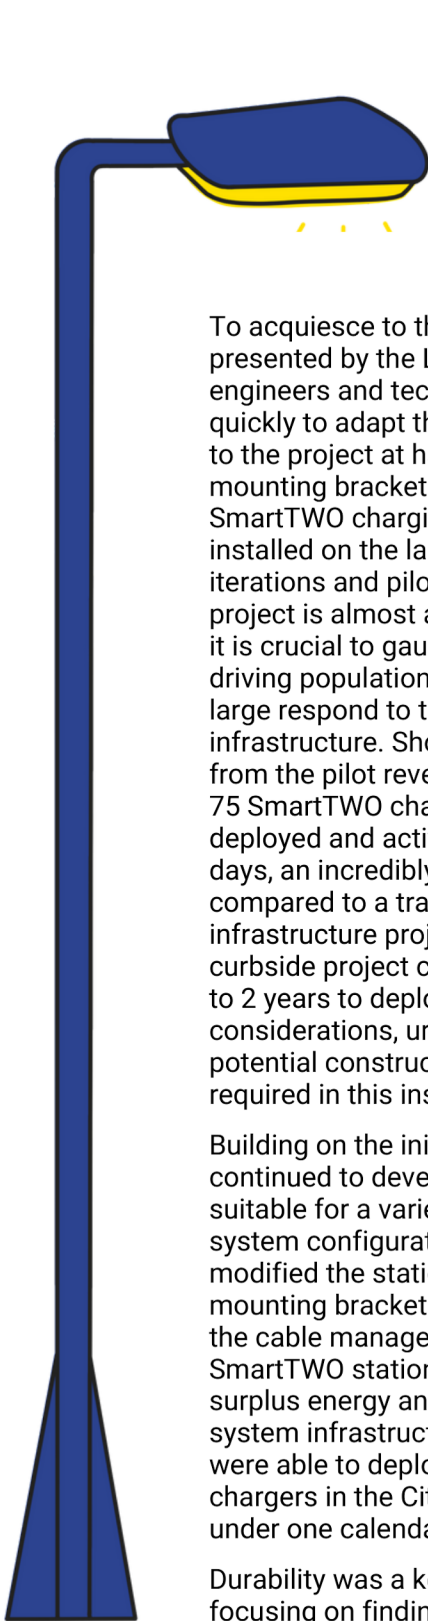 To acquiesce to th
presented by the L
engineers and tec
quickly to adapt th
to the project at h
mounting bracket
SmartTWO chargi
installed on the la
iterations and pilo
project is almost a
it is crucial to gau
driving population
large respond to t
infrastructure. Sho
from the pilot reve
75 SmartTWO cha
deployed and acti
days, an incredibly
compared to a tra
infrastructure proj
curbside project c
to 2 years to deplo
considerations, ur
potential construc
required in this ins
Building on the ini
continued to deve
suitable for a varie
system configurat
modified the stati
mounting bracket
the cable manage
SmartTWO station
surplus energy an
system infrastruct
were able to deplo
chargers in the Cit
under one calenda
Durability was a k
focusing on findin